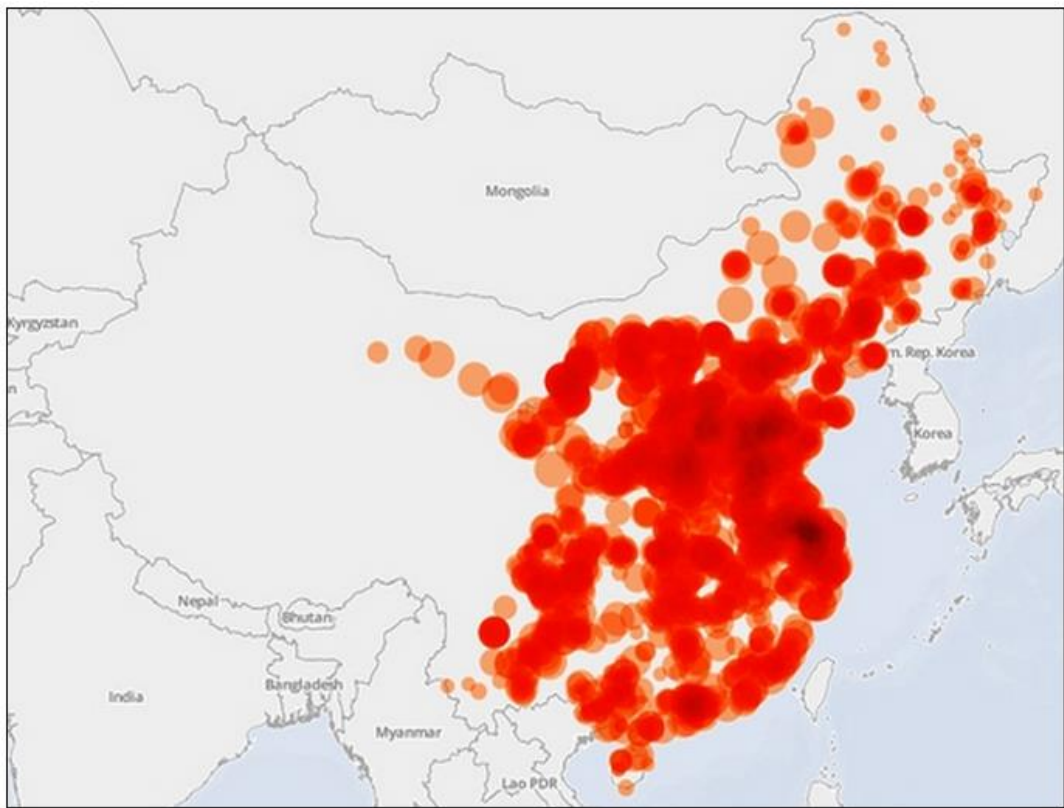 Mongolia
Kyrgyzstan
n
m. Rep. Korea
Korea
Nepal
Bhutan
India
Bangladesh
Myanmar
Lao PDR